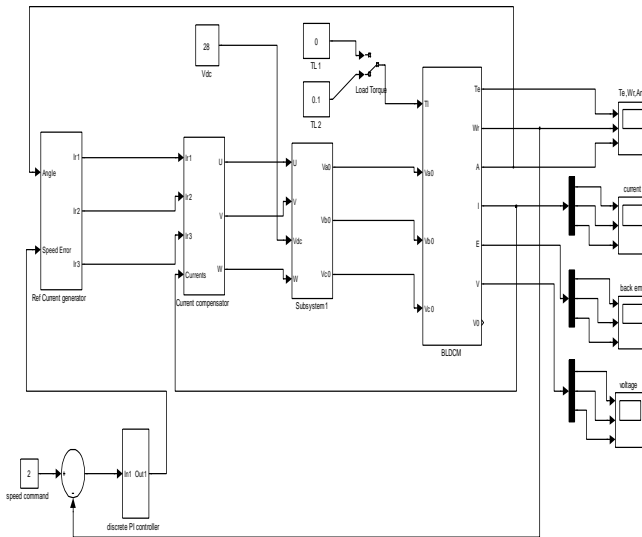 28
Vdc
0
TL 1
0.1
TL 2
Load Torque
Te ,Wr,An
Angle
Speed Error
Ir1
Ir2
Ir3
Ref Current generator
Ir1
Ir2
Ir3
Currents
U
V
W
Current compensator
U
V
Vdc
W
Va0
Vb0
Vc0
Subsystem1
Tl
Va0
Vb0
Vc0
Te
Wr
A
I
E
V
V0
BLDCM
current
back em
voltage
2
speed command
+
-
In1
Out1
discrete PI controller